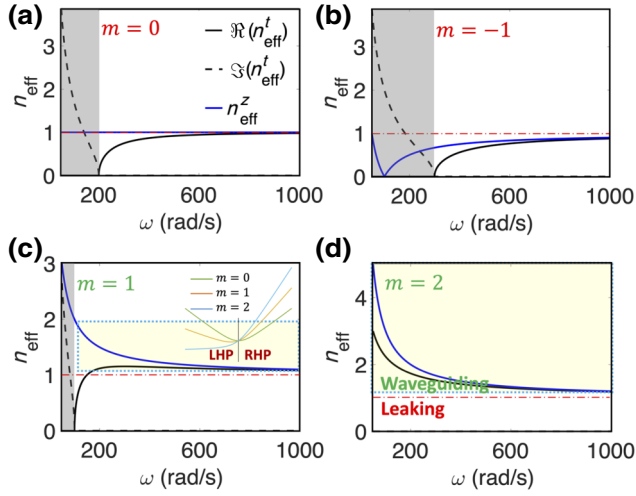 (a)
m = 0
ℜ(n^t_eff)
ℑ(n^t_eff)
n^z_eff
n_eff
3
2
1
0
200
600
1000
ω (rad/s)
(b)
m = −1
n_eff
3
2
1
0
200
600
1000
ω (rad/s)
(c)
m = 1
m = 0
m = 1
m = 2
LHP
RHP
n_eff
3
2
1
0
200
600
1000
ω (rad/s)
(d)
m = 2
Waveguiding
Leaking
n_eff
4
2
0
200
600
1000
ω (rad/s)